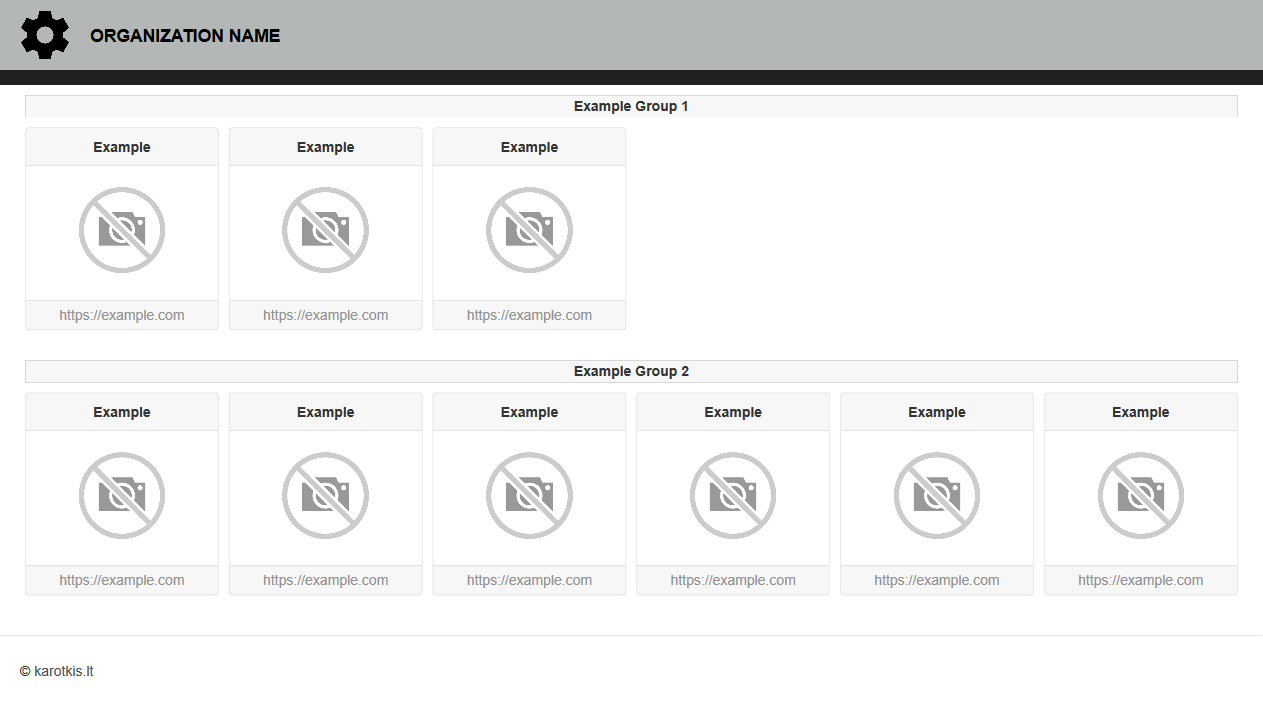 ORGANIZATION NAME
Example Group 1
Example Example Example
https://example.com https://example.com https://example.com
Example Group 2
Example Example Example Example Example Example
https://example.com https://example.com https://example.com https://example.com https://example.com https://example.com
© karotkis.lt